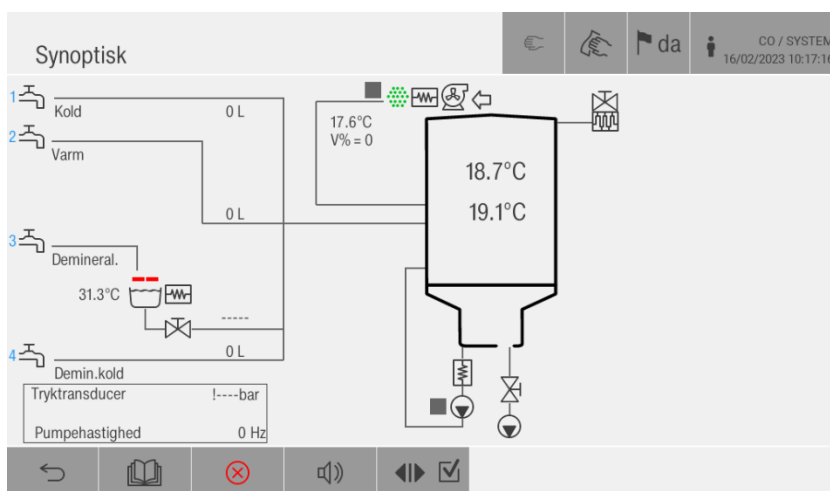 Synoptisk
da
CO / SYSTEM
16/02/2023 10:17:16
1
Kold
0 L
2
Varm
0 L
17.6°C
V% = 0
18.7°C
19.1°C
3
Demineral.
31.3°C
-----
4
0 L
Demin.kold
Tryktransducer !----bar
Pumpehastighed 0 Hz